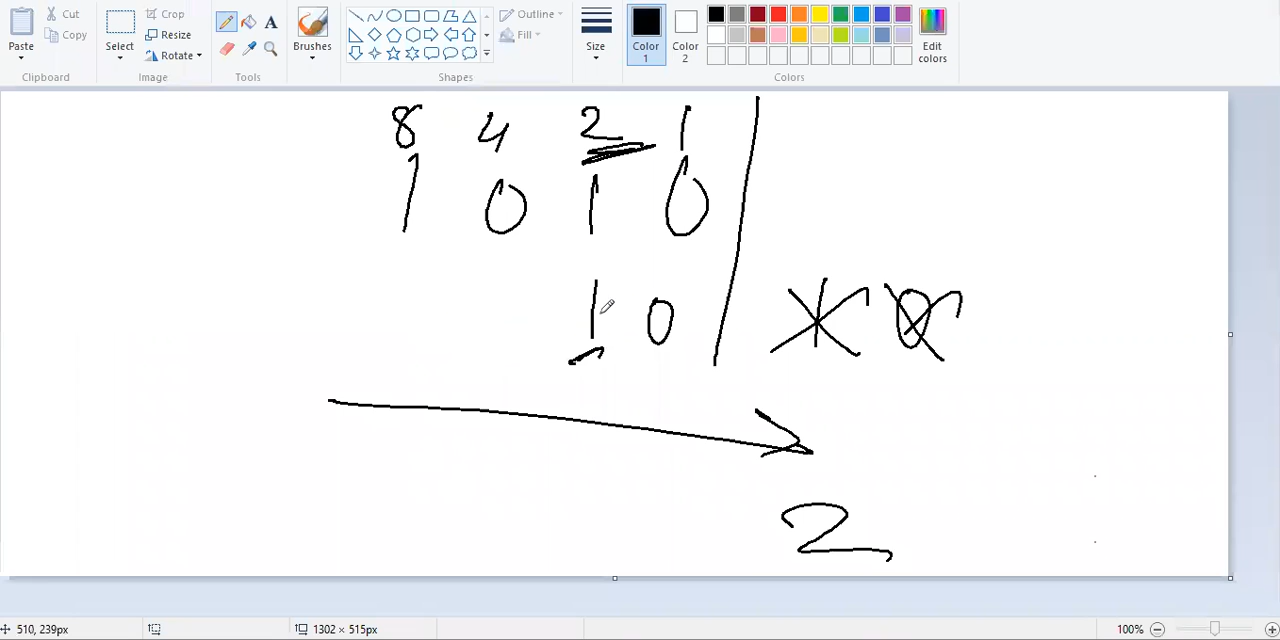 Cut
Copy
Paste
Clipboard
Crop
Resize
Rotate
Select
Image
A
Tools
Brushes
Outline
Fill
Shapes
Size
Color 1
Color 2
Edit colors
Colors
8 4 2 1
1 0 1 0
1 0
2
510, 239px
1302 × 515px
100%